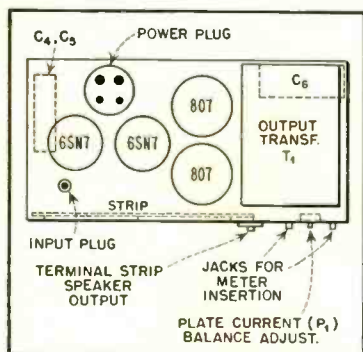 C4, C5
POWER PLUG
C6
807
6SN7
6SN7
807
OUTPUT
TRANSF.
T1
STRIP
INPUT PLUG
TERMINAL STRIP
SPEAKER
OUTPUT
JACKS FOR
METER
INSERTION
PLATE CURRENT (P1)
BALANCE ADJUST.